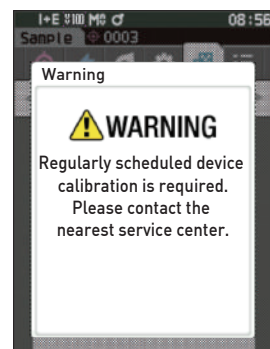 I+E M 08:56
Sample 0003
Warning
WARNING
Regularly scheduled device
calibration is required.
Please contact the
nearest service center.